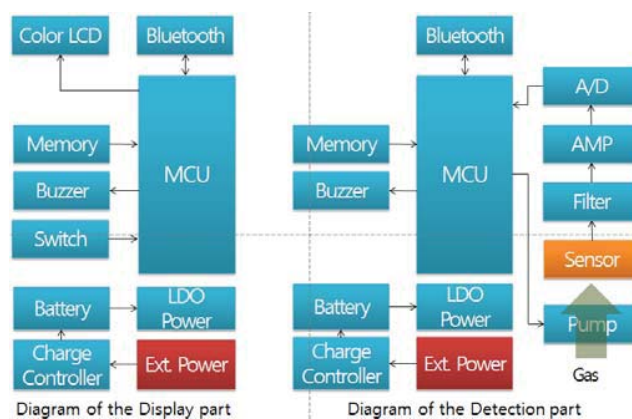 Color LCD
Bluetooth
Memory
MCU
Buzzer
Switch
Battery
LDO
Power
Charge
Controller
Ext. Power
Diagram of the Display part
Bluetooth
A/D
Memory
MCU
AMP
Buzzer
Filter
Sensor
Battery
LDO
Power
Pump
Charge
Controller
Ext. Power
Gas
Diagram of the Detection part